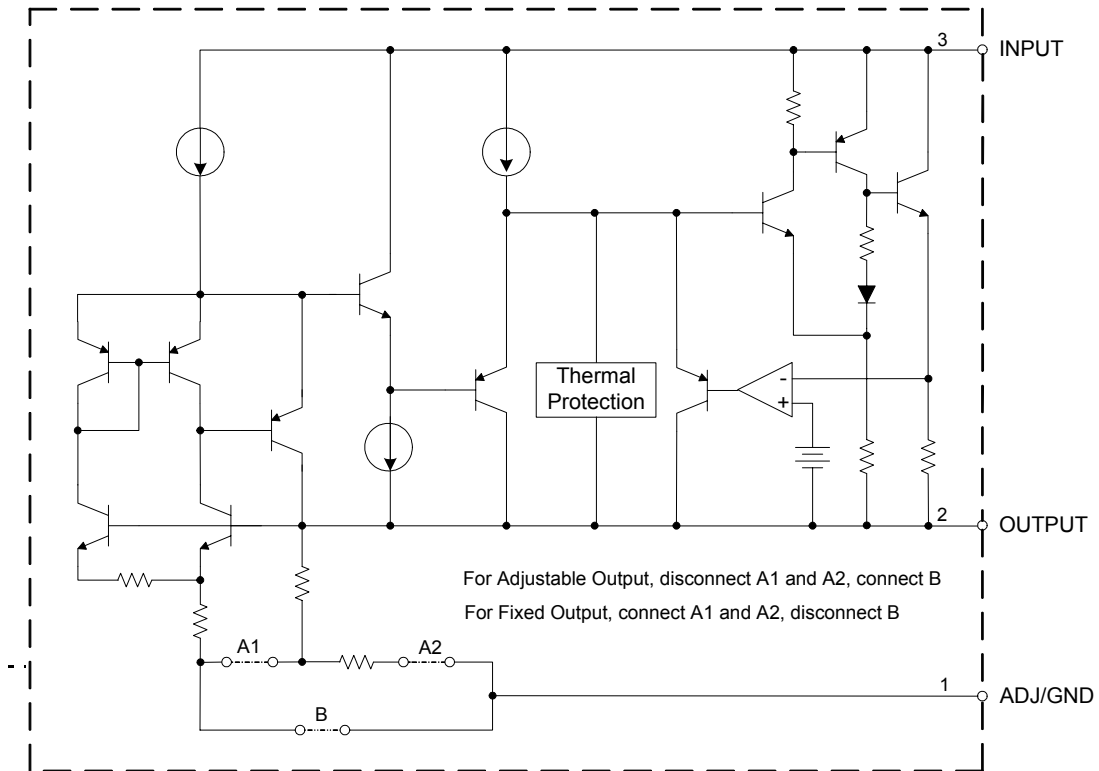 3 INPUT
Thermal
Protection
-
+
2 OUTPUT
For Adjustable Output, disconnect A1 and A2, connect B
For Fixed Output, connect A1 and A2, disconnect B
A1 A2
1 ADJ/GND
B